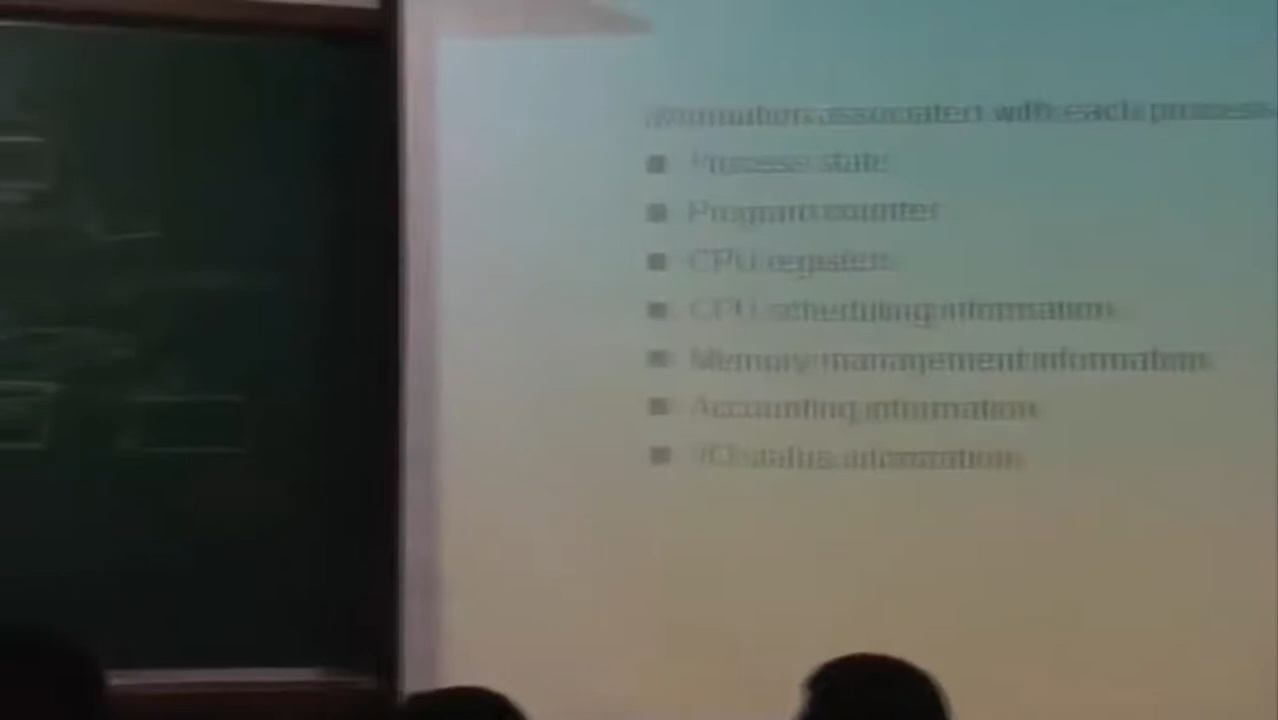 Information associated with each process
Process state
Program counter
CPU registers
CPU scheduling information
Memory-management information
Accounting information
I/O status information